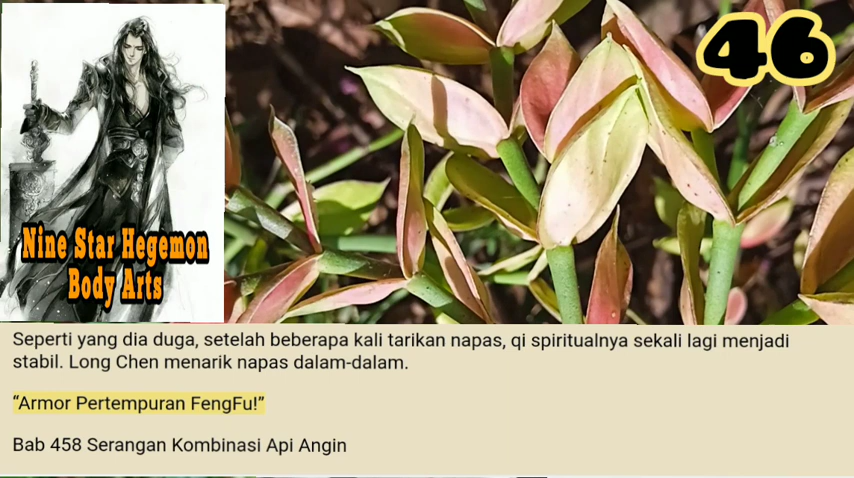 46
Nine Star Hegemon
Body Arts
Seperti yang dia duga, setelah beberapa kali tarikan napas, qi spiritualnya sekali lagi menjadi
stabil. Long Chen menarik napas dalam-dalam.
“Armor Pertempuran FengFu!”
Bab 458 Serangan Kombinasi Api Angin